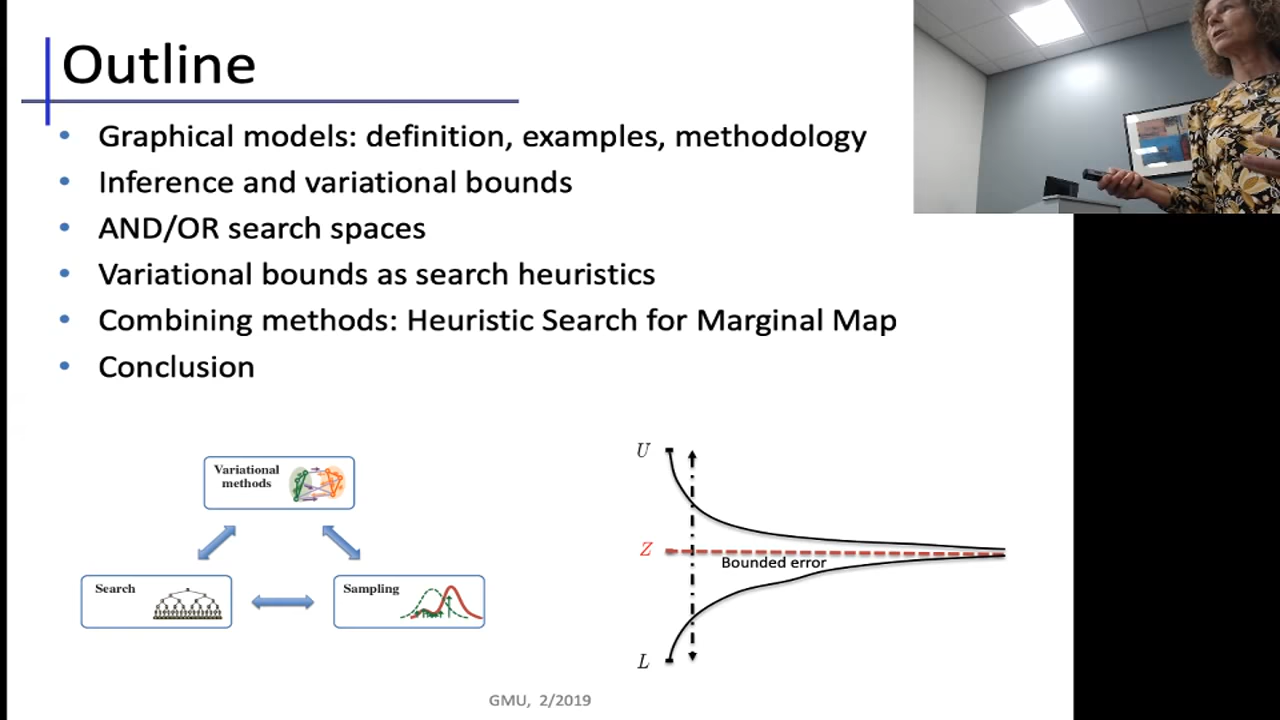 Outline
• Graphical models: definition, examples, methodology
• Inference and variational bounds
• AND/OR search spaces
• Variational bounds as search heuristics
• Combining methods: Heuristic Search for Marginal Map
• Conclusion
Variational
methods
Search
Sampling
U
Z
Bounded error
L
GMU, 2/2019